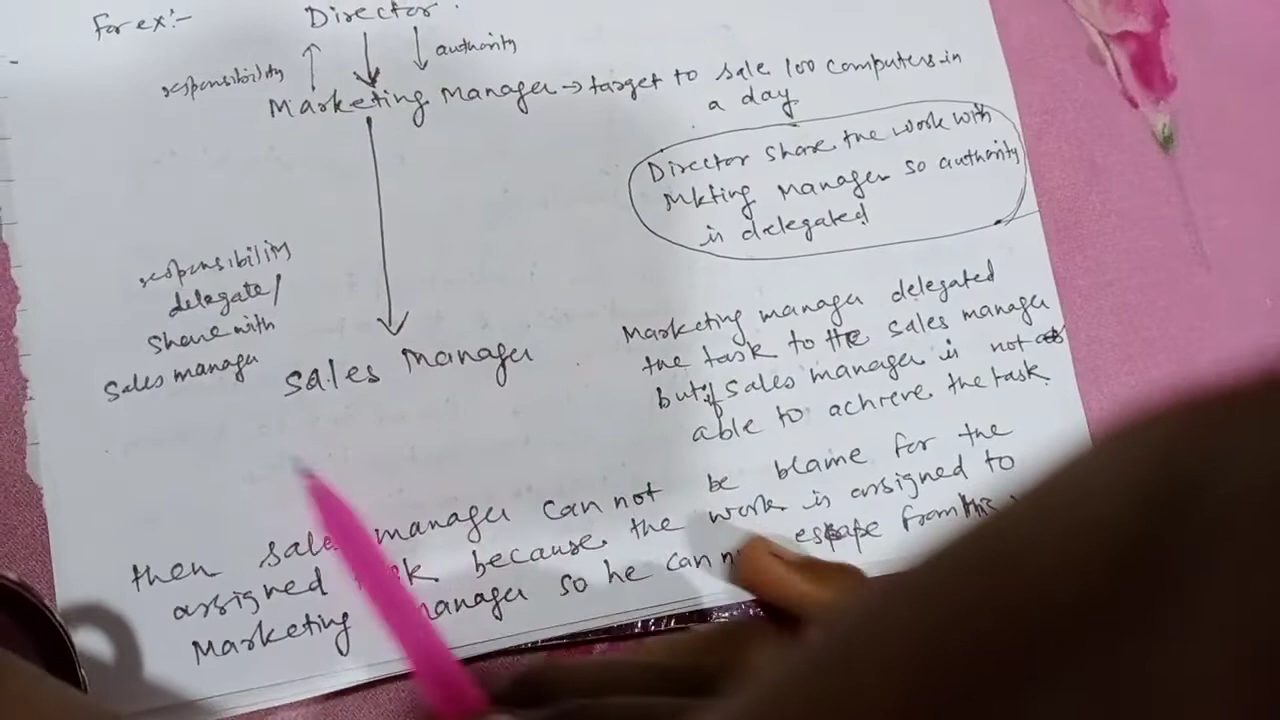 For ex:-
Director
responsibility
authority
Marketing Manager → target to sale 100 computers in
a day
Director share the work with
Mkting Manager so authority
is delegated
responsibility
delegate/
share with
sales manager
sales Manager
Marketing manager delegated
the task to the sales manager
but if sales manager is not
able to achieve the task.
then sales manager can not be blame for the
assigned because the work is assigned to
Marketing manager so he can escape from